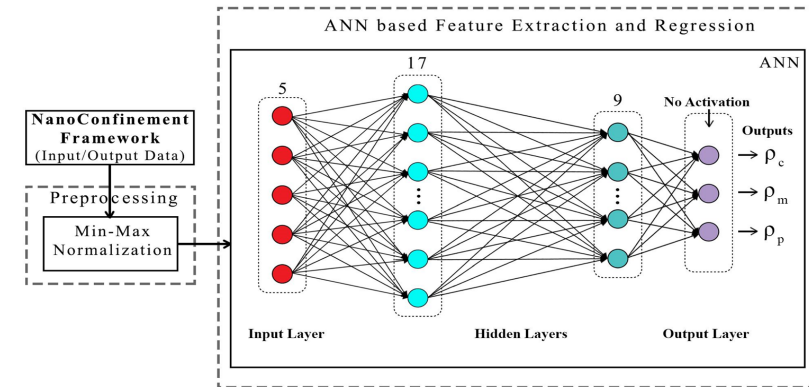 ANN based Feature Extraction and Regression
ANN
NanoConfinement
Framework
(Input/Output Data)
Preprocessing
Min-Max
Normalization
5
17
9
No Activation
Outputs
ρc
ρm
ρp
Input Layer
Hidden Layers
Output Layer